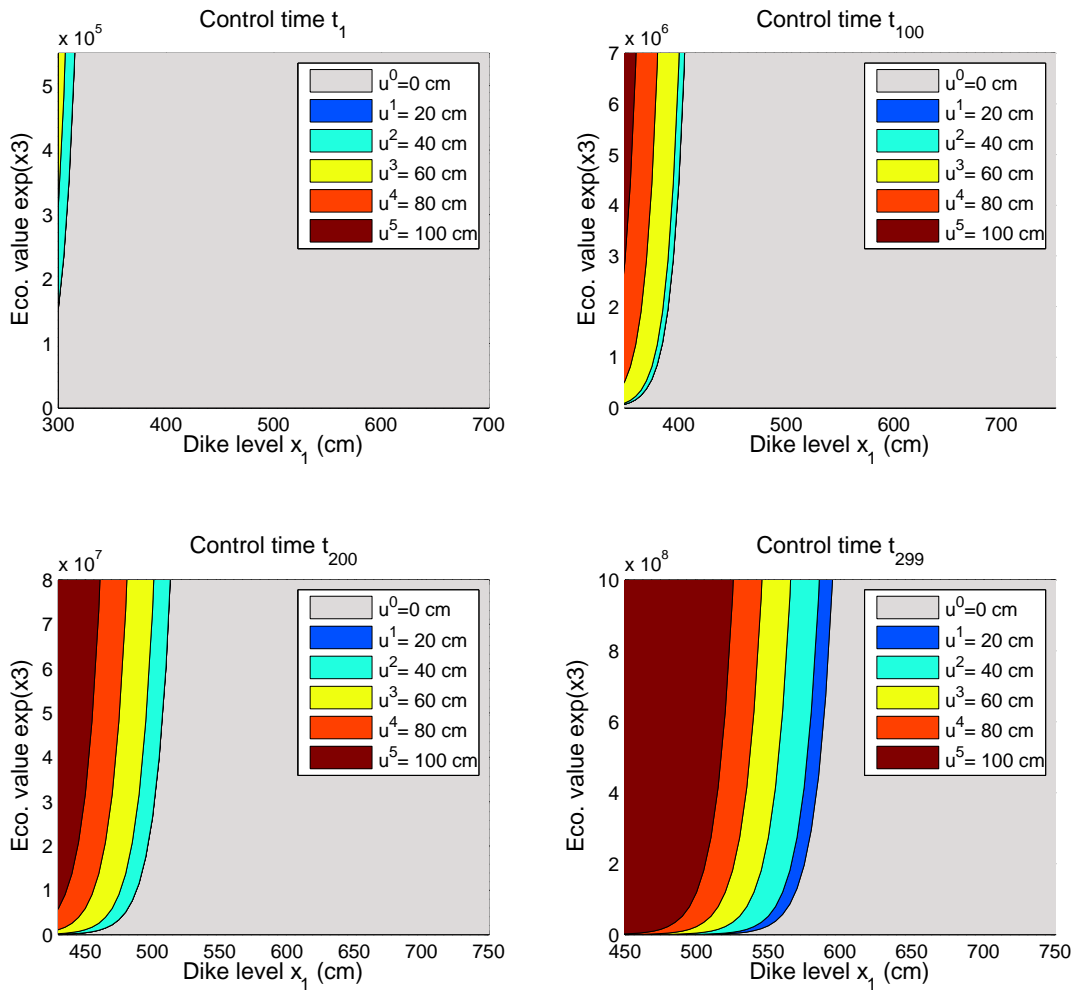 Control time t_1
x 10^5
Eco. value exp(x3)
5
4
3
2
1
0
300 400 500 600 700
Dike level x_1 (cm)
u^0=0 cm
u^1= 20 cm
u^2= 40 cm
u^3= 60 cm
u^4= 80 cm
u^5= 100 cm
Control time t_100
x 10^6
Eco. value exp(x3)
7
6
5
4
3
2
1
0
400 500 600 700
Dike level x_1 (cm)
u^0=0 cm
u^1= 20 cm
u^2= 40 cm
u^3= 60 cm
u^4= 80 cm
u^5= 100 cm
Control time t_200
x 10^7
Eco. value exp(x3)
8
7
6
5
4
3
2
1
0
450 500 550 600 650 700 750
Dike level x_1 (cm)
u^0=0 cm
u^1= 20 cm
u^2= 40 cm
u^3= 60 cm
u^4= 80 cm
u^5= 100 cm
Control time t_299
x 10^8
Eco. value exp(x3)
10
8
6
4
2
0
450 500 550 600 650 700 750
Dike level x_1 (cm)
u^0=0 cm
u^1= 20 cm
u^2= 40 cm
u^3= 60 cm
u^4= 80 cm
u^5= 100 cm